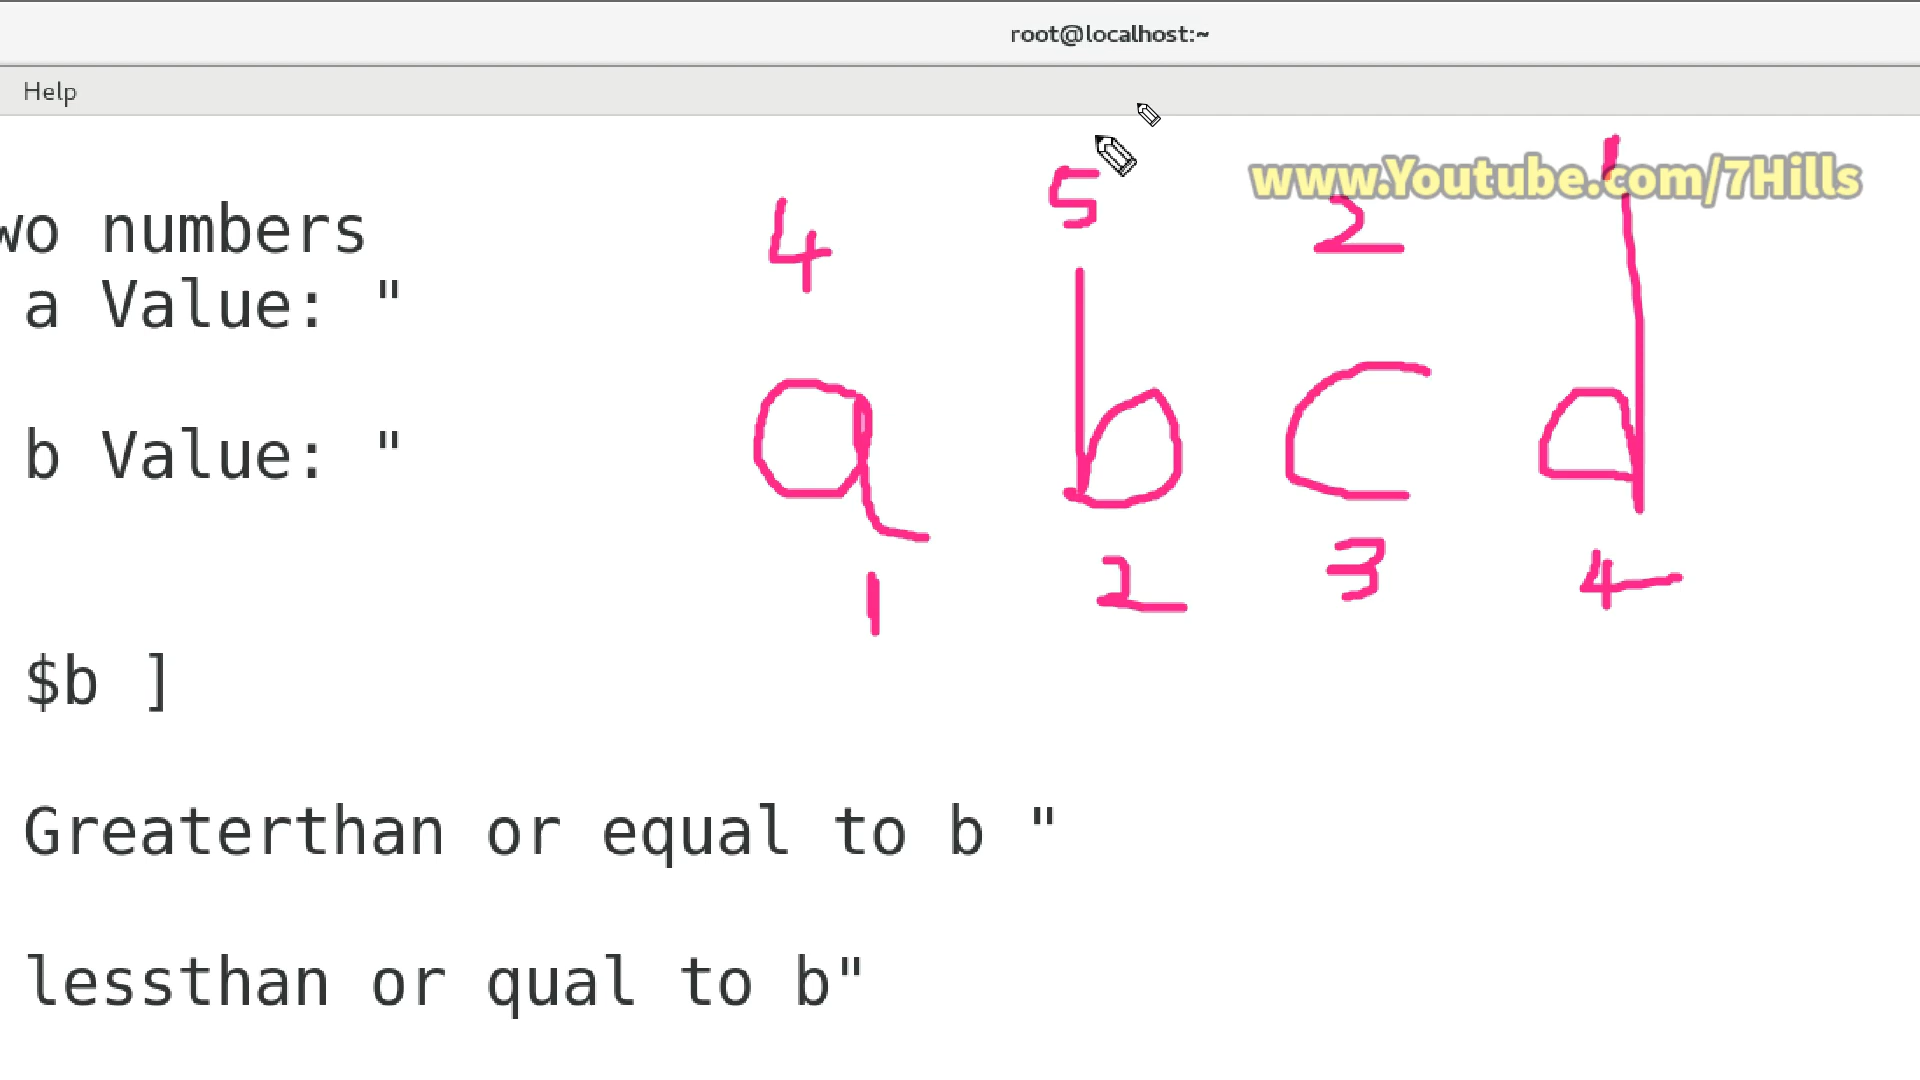 root@localhost:~
Help
www.Youtube.com/7Hills
wo numbers
a Value: "
b Value: "
$b ]
Greaterthan or equal to b "
lessthan or qual to b"
4 5 2 1
a b c d
1 2 3 4